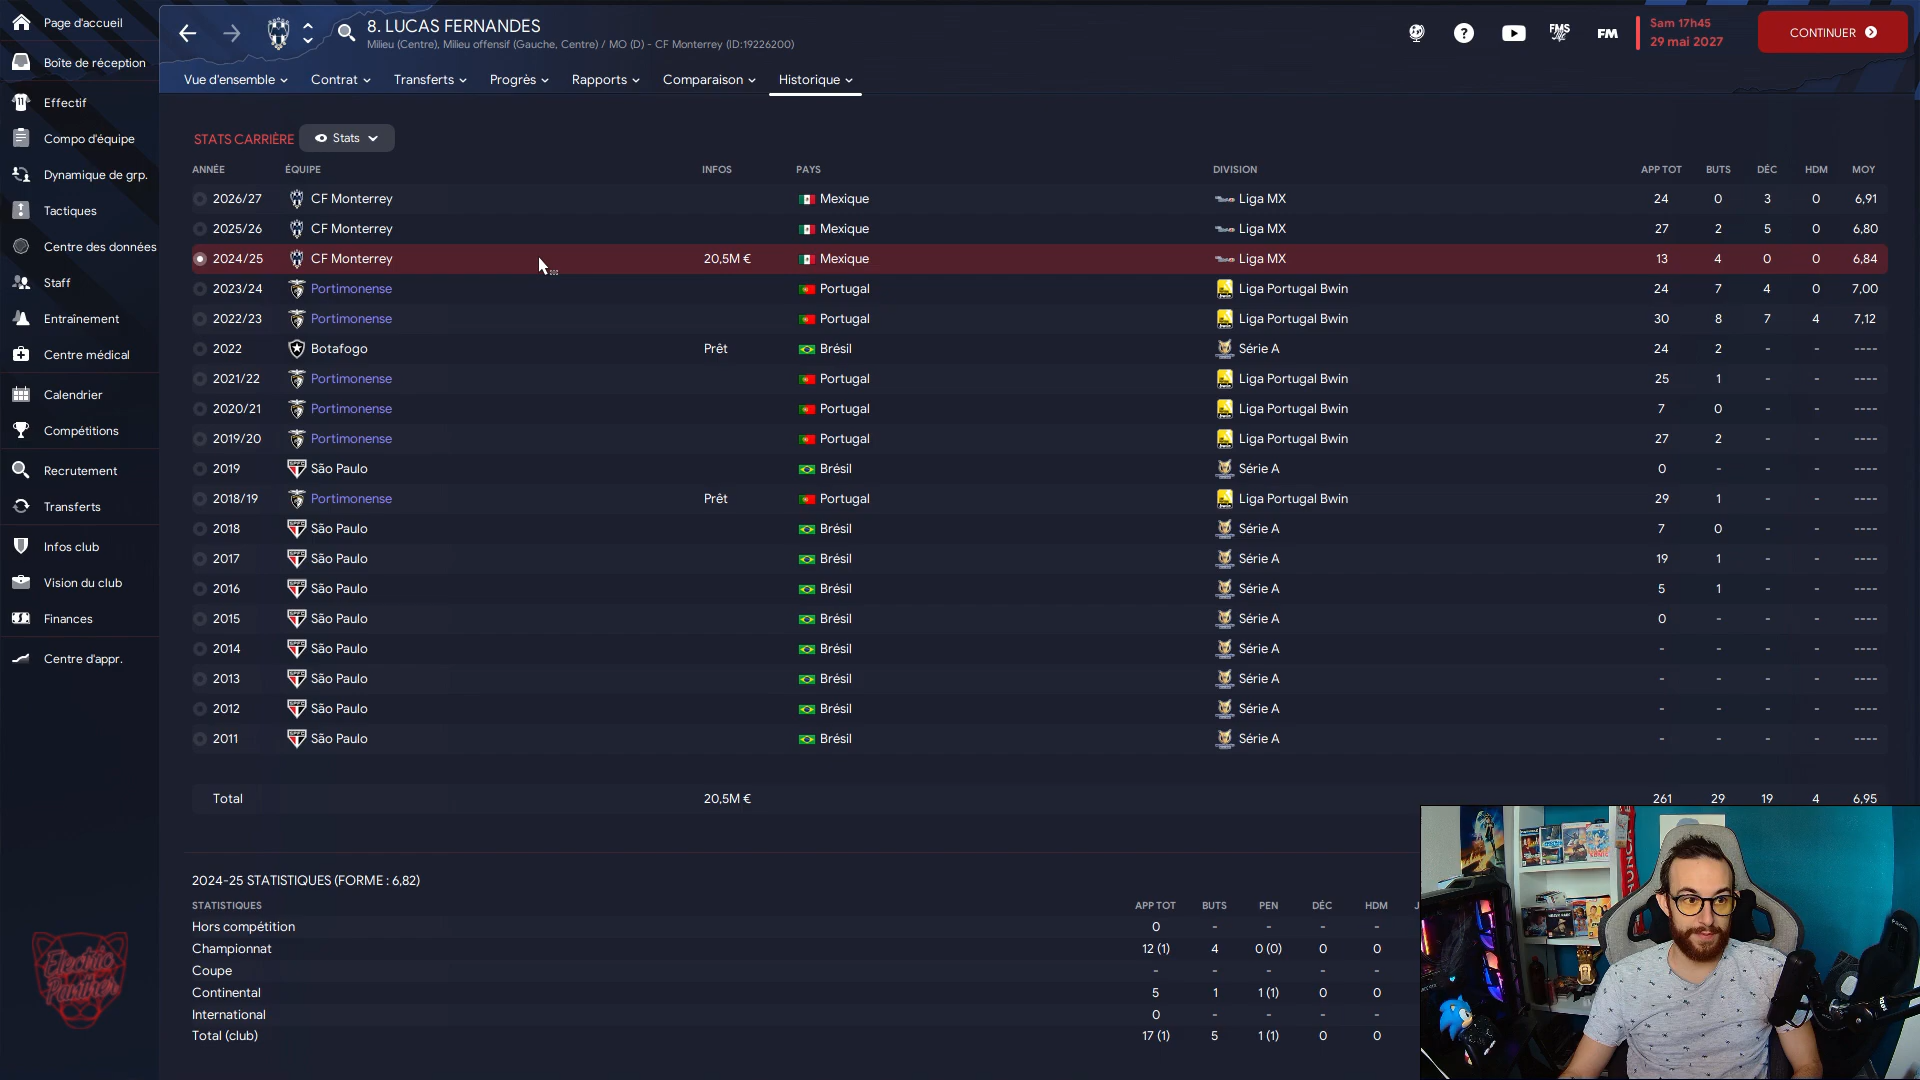 Page d'accueil
Boîte de réception
Effectif
Compo d'équipe
Dynamique de grp.
Tactiques
Centre des données
Staff
Entraînement
Centre médical
Calendrier
Compétitions
Recrutement
Transferts
Infos club
Vision du club
Finances
Centre d'appr.
Electric Panther
8. LUCAS FERNANDES
Milieu (Centre), Milieu offensif (Gauche, Centre) / MO (D) - CF Monterrey (ID:19226200)
FMS
FM
Sam 17h45
29 mai 2027
CONTINUER
Vue d'ensemble Contrat Transferts Progrès Rapports Comparaison Historique
STATS CARRIÈRE Stats
ANNÉE ÉQUIPE INFOS PAYS DIVISION APP TOT BUTS DÉC HDM MOY
2026/27 CF Monterrey Mexique Liga MX 24 0 3 0 6,91
2025/26 CF Monterrey Mexique Liga MX 27 2 5 0 6,80
2024/25 CF Monterrey 20,5M € Mexique Liga MX 13 4 0 0 6,84
2023/24 Portimonense Portugal Liga Portugal Bwin 24 7 4 0 7,00
2022/23 Portimonense Portugal Liga Portugal Bwin 30 8 7 4 7,12
2022 Botafogo Prêt Brésil Série A 24 2 - - ----
2021/22 Portimonense Portugal Liga Portugal Bwin 25 1 - - ----
2020/21 Portimonense Portugal Liga Portugal Bwin 7 0 - - ----
2019/20 Portimonense Portugal Liga Portugal Bwin 27 2 - - ----
2019 São Paulo Brésil Série A 0 - - - ----
2018/19 Portimonense Prêt Portugal Liga Portugal Bwin 29 1 - - ----
2018 São Paulo Brésil Série A 7 0 - - ----
2017 São Paulo Brésil Série A 19 1 - - ----
2016 São Paulo Brésil Série A 5 1 - - ----
2015 São Paulo Brésil Série A 0 - - - ----
2014 São Paulo Brésil Série A - - - - ----
2013 São Paulo Brésil Série A - - - - ----
2012 São Paulo Brésil Série A - - - - ----
2011 São Paulo Brésil Série A - - - - ----
Total 20,5M € 261 29 19 4 6,95
2024-25 STATISTIQUES (FORME : 6,82)
STATISTIQUES APP TOT BUTS PEN DÉC HDM
Hors compétition 0 - - - -
Championnat 12 (1) 4 0 (0) 0 0
Coupe - - - - -
Continental 5 1 1 (1) 0 0
International 0 - - - -
Total (club) 17 (1) 5 1 (1) 0 0